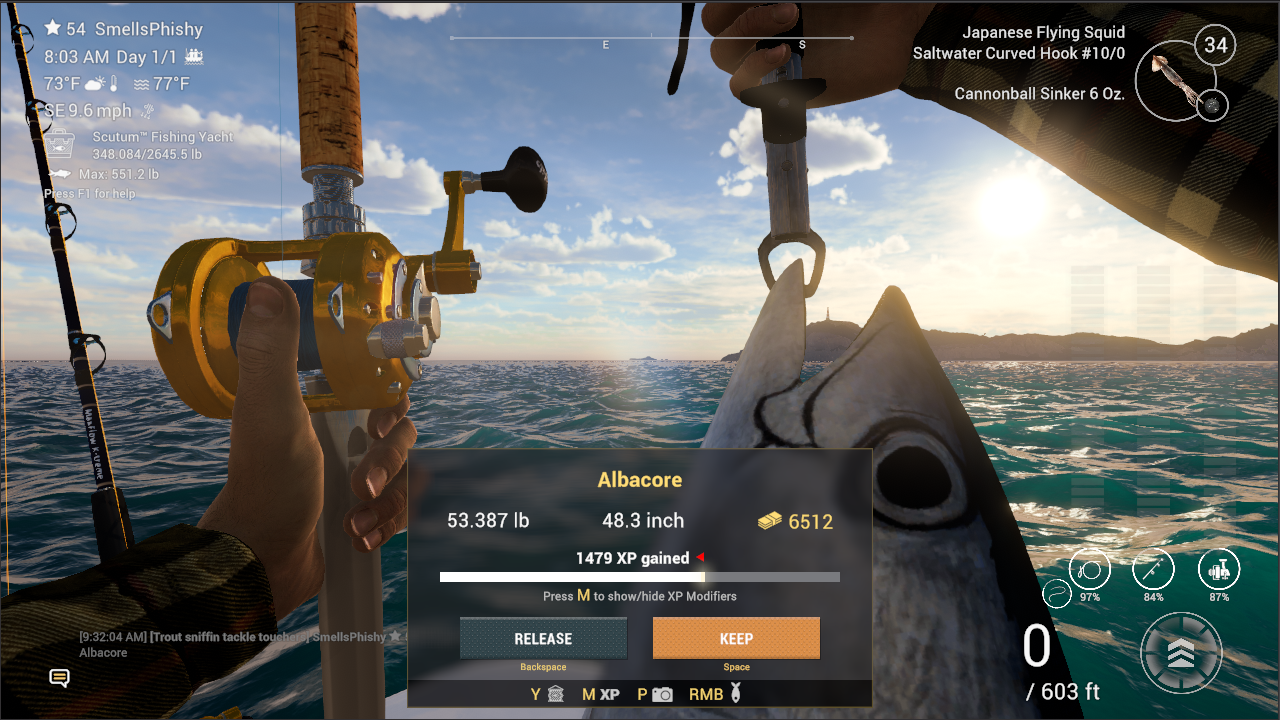 54 SmellsPhishy
8:03 AM Day 1/1
73°F 77°F
SE 9.6 mph
Scutum™ Fishing Yacht
348.084/2645.5 lb
Max: 551.2 lb
Press F1 for help
E S
Japanese Flying Squid
Saltwater Curved Hook #10/0
34
Cannonball Sinker 6 Oz.
Albacore
53.387 lb 48.3 inch 6512
1479 XP gained
Press M to show/hide XP Modifiers
RELEASE KEEP
Backspace Space
Y M XP P RMB
[9:32:04 AM] [Trout sniffin tackle touchers] SmellsPhishy
Albacore
97% 84% 87%
0
/ 603 ft